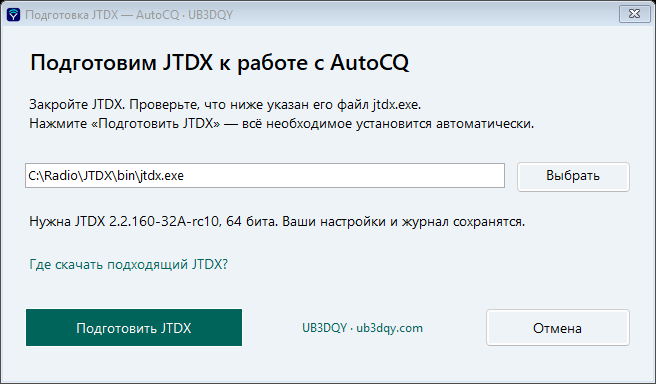 Подготовка JTDX — AutoCQ · UB3DQY
Подготовим JTDX к работе с AutoCQ
Закройте JTDX. Проверьте, что ниже указан его файл jtdx.exe.
Нажмите «Подготовить JTDX» — всё необходимое установится автоматически.
C:\Radio\JTDX\bin\jtdx.exe
Выбрать
Нужна JTDX 2.2.160-32A-rc10, 64 бита. Ваши настройки и журнал сохранятся.
Где скачать подходящий JTDX?
Подготовить JTDX
UB3DQY · ub3dqy.com
Отмена